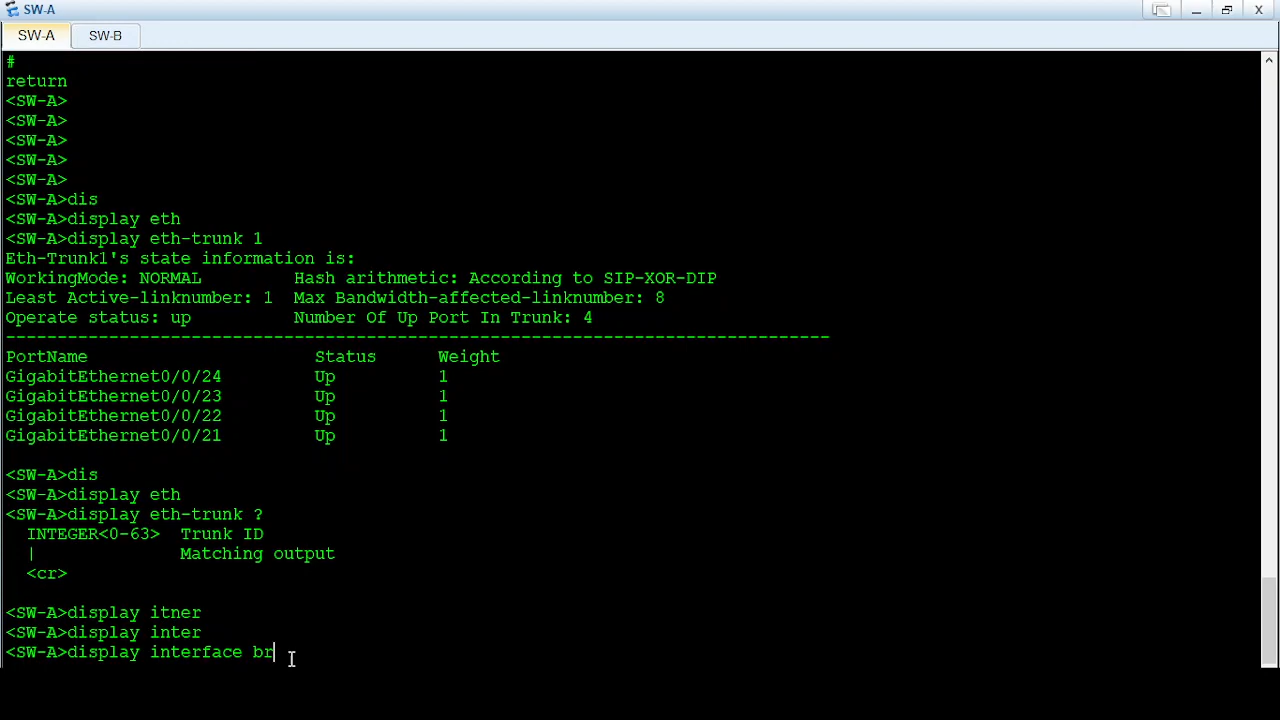 SW-A
SW-A SW-B
#
return
<SW-A>
<SW-A>
<SW-A>
<SW-A>
<SW-A>
<SW-A>dis
<SW-A>display eth
<SW-A>display eth-trunk 1
Eth-Trunk1's state information is:
WorkingMode: NORMAL Hash arithmetic: According to SIP-XOR-DIP
Least Active-linknumber: 1 Max Bandwidth-affected-linknumber: 8
Operate status: up Number Of Up Port In Trunk: 4
--------------------------------------------------------------------------------
PortName Status Weight
GigabitEthernet0/0/24 Up 1
GigabitEthernet0/0/23 Up 1
GigabitEthernet0/0/22 Up 1
GigabitEthernet0/0/21 Up 1
<SW-A>dis
<SW-A>display eth
<SW-A>display eth-trunk ?
INTEGER<0-63> Trunk ID
| Matching output
<cr>
<SW-A>display itner
<SW-A>display inter
<SW-A>display interface br